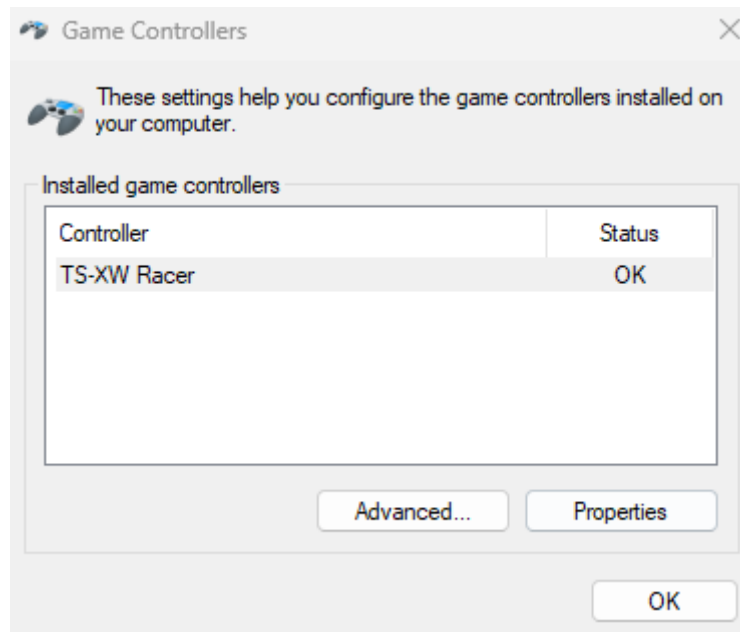 Game Controllers
These settings help you configure the game controllers installed on
your computer.
Installed game controllers
Controller Status
TS-XW Racer OK
Advanced... Properties
OK